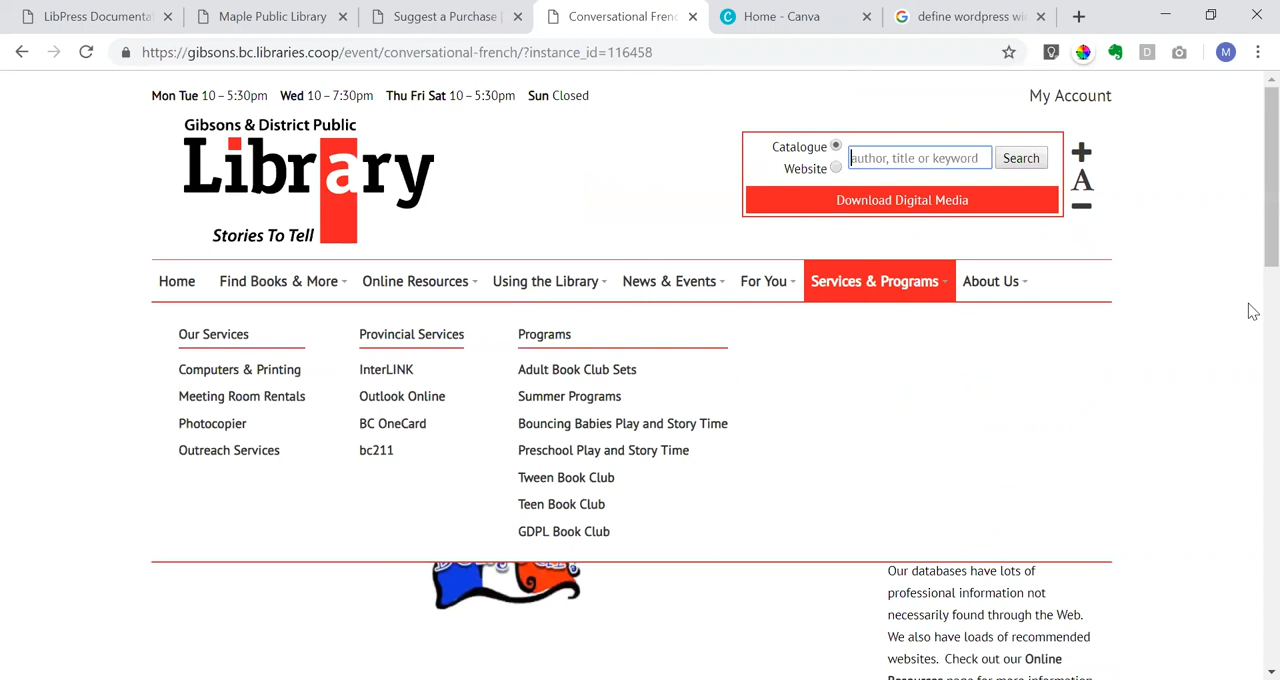 LibPress Documenta
Maple Public Library
Suggest a Purchase
Conversational Fren
Home - Canva
define wordpress wi
https://gibsons.bc.libraries.coop/event/conversational-french/?instance_id=116458
M
Mon Tue 10 – 5:30pm Wed 10 – 7:30pm Thu Fri Sat 10 – 5:30pm Sun Closed
My Account
Gibsons & District Public
Library
Stories To Tell
Catalogue
Website
author, title or keyword
Search
Download Digital Media
A
Home
Find Books & More
Online Resources
Using the Library
News & Events
For You
Services & Programs
About Us
Our Services
Computers & Printing
Meeting Room Rentals
Photocopier
Outreach Services
Provincial Services
InterLINK
Outlook Online
BC OneCard
bc211
Programs
Adult Book Club Sets
Summer Programs
Bouncing Babies Play and Story Time
Preschool Play and Story Time
Tween Book Club
Teen Book Club
GDPL Book Club
Our databases have lots of
professional information not
necessarily found through the Web.
We also have loads of recommended
websites. Check out our Online
Resources page for more information